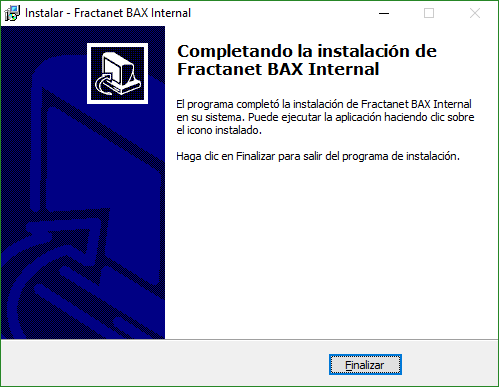 Instalar - Fractanet BAX Internal
Completando la instalación de
Fractanet BAX Internal
El programa completó la instalación de Fractanet BAX Internal
en su sistema. Puede ejecutar la aplicación haciendo clic sobre
el icono instalado.
Haga clic en Finalizar para salir del programa de instalación.
Finalizar